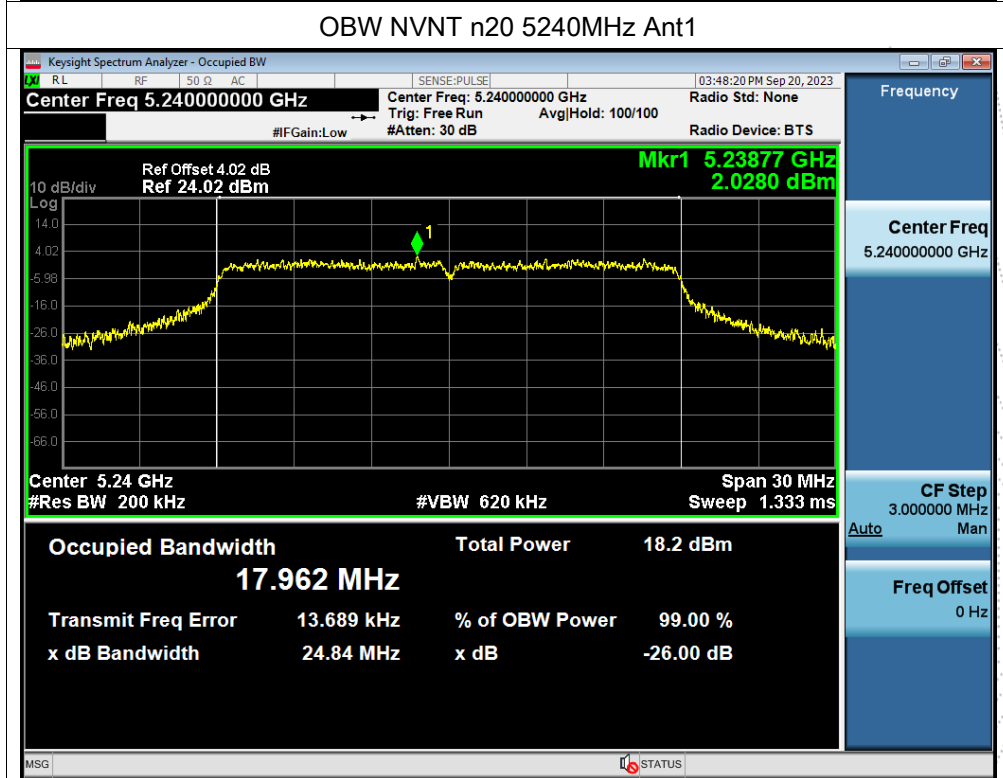 OBW NVNT n20 5240MHz Ant1
Keysight Spectrum Analyzer - Occupied BW
LXI RL RF 50 Ω AC SENSE:PULSE 03:48:20 PM Sep 20, 2023
Center Freq 5.240000000 GHz Center Freq: 5.240000000 GHz Radio Std: None
Trig: Free Run Avg|Hold: 100/100
#IFGain:Low #Atten: 30 dB Radio Device: BTS
Frequency
Mkr1 5.23877 GHz
2.0280 dBm
Ref Offset 4.02 dB
10 dB/div Ref 24.02 dBm
Log
14.0
4.02
-5.98
-16.0
-26.0
-36.0
-46.0
-56.0
-66.0
1
Center 5.24 GHz Span 30 MHz
#Res BW 200 kHz #VBW 620 kHz Sweep 1.333 ms
Center Freq
5.240000000 GHz
CF Step
3.000000 MHz
Auto Man
Freq Offset
0 Hz
Occupied Bandwidth Total Power 18.2 dBm
17.962 MHz
Transmit Freq Error 13.689 kHz % of OBW Power 99.00 %
x dB Bandwidth 24.84 MHz x dB -26.00 dB
MSG STATUS